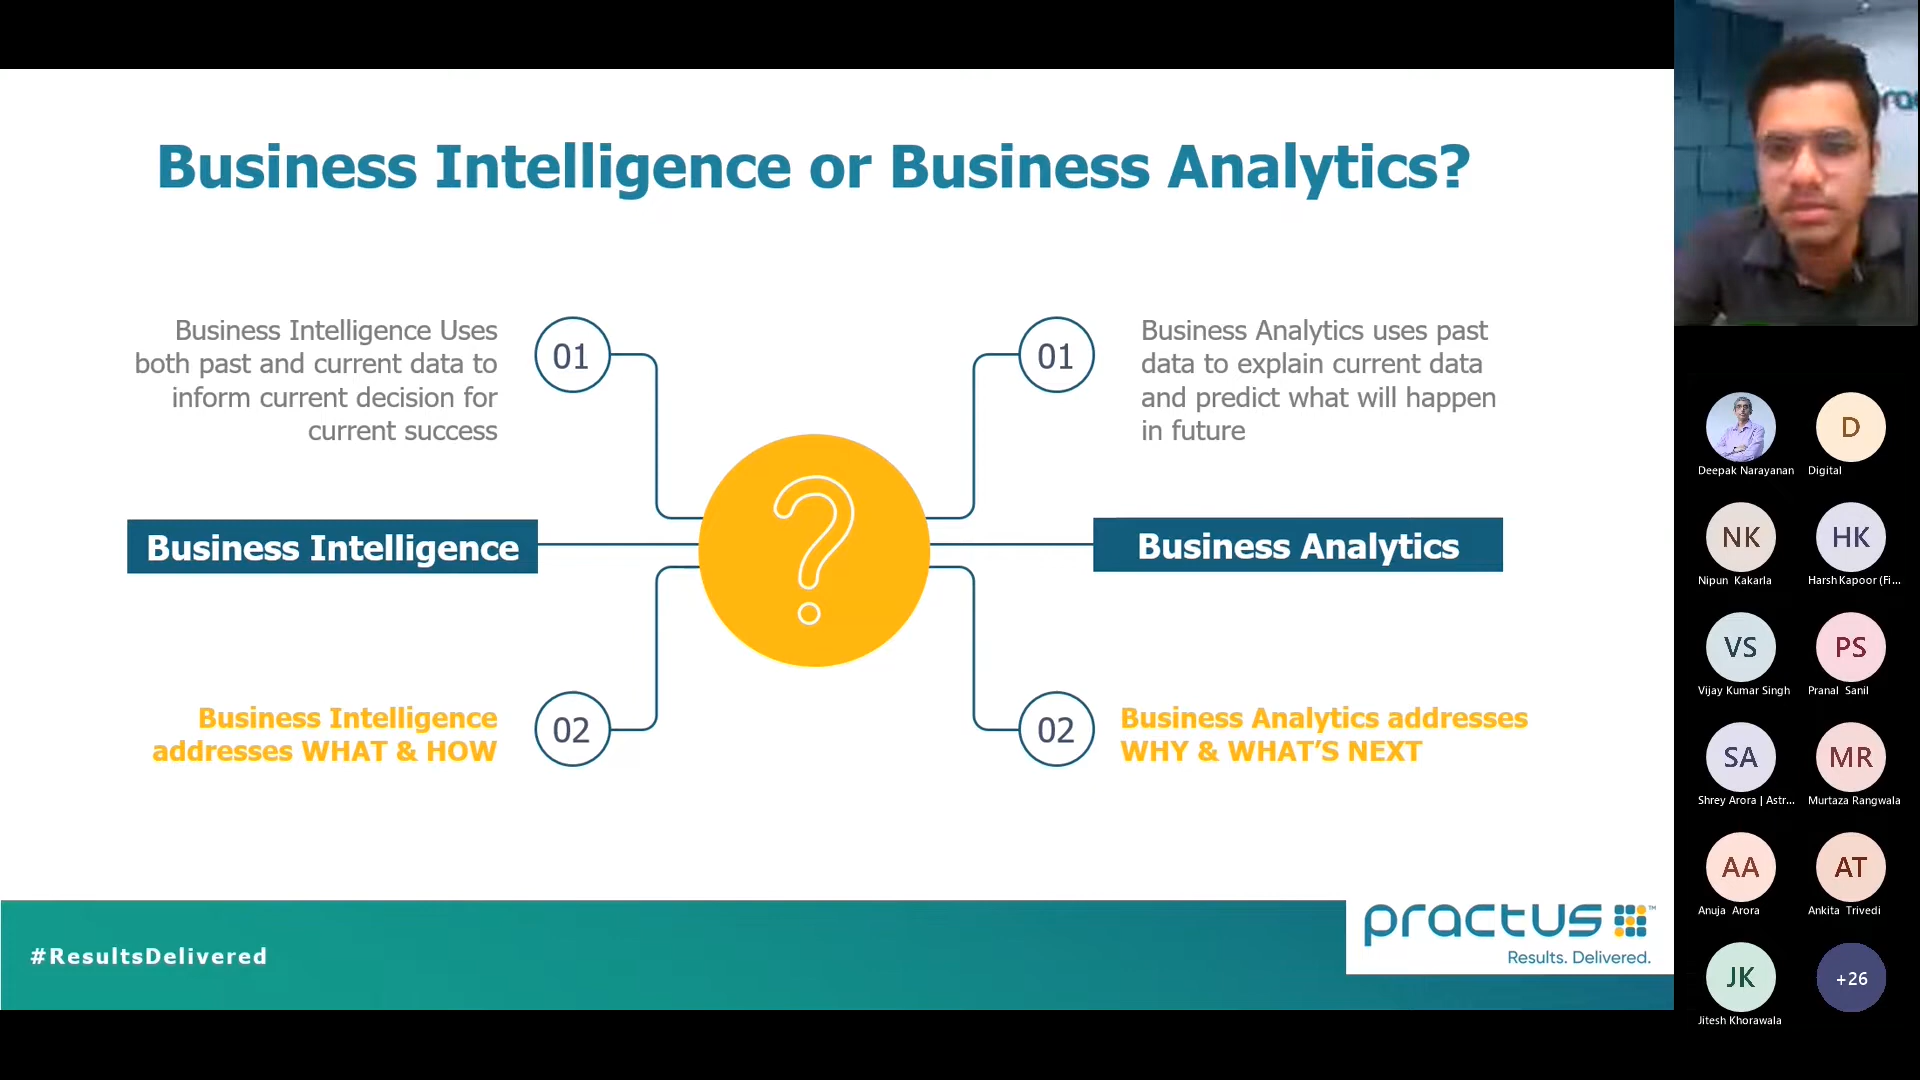 Business Intelligence or Business Analytics?
Business Intelligence Uses
both past and current data to
inform current decision for
current success
01
01
Business Analytics uses past
data to explain current data
and predict what will happen
in future
Business Intelligence
Business Analytics
Business Intelligence
addresses WHAT & HOW
02
02
Business Analytics addresses
WHY & WHAT'S NEXT
#ResultsDelivered
practus™
Results. Delivered.
Deepak Narayanan
D
Digital
NK
Nipun Kakarla
HK
Harsh Kapoor (Fi...
VS
Vijay Kumar Singh
PS
Pranal Sanil
SA
Shrey Arora | Astr...
MR
Murtaza Rangwala
AA
Anuja Arora
AT
Ankita Trivedi
JK
Jitesh Khorawala
+26